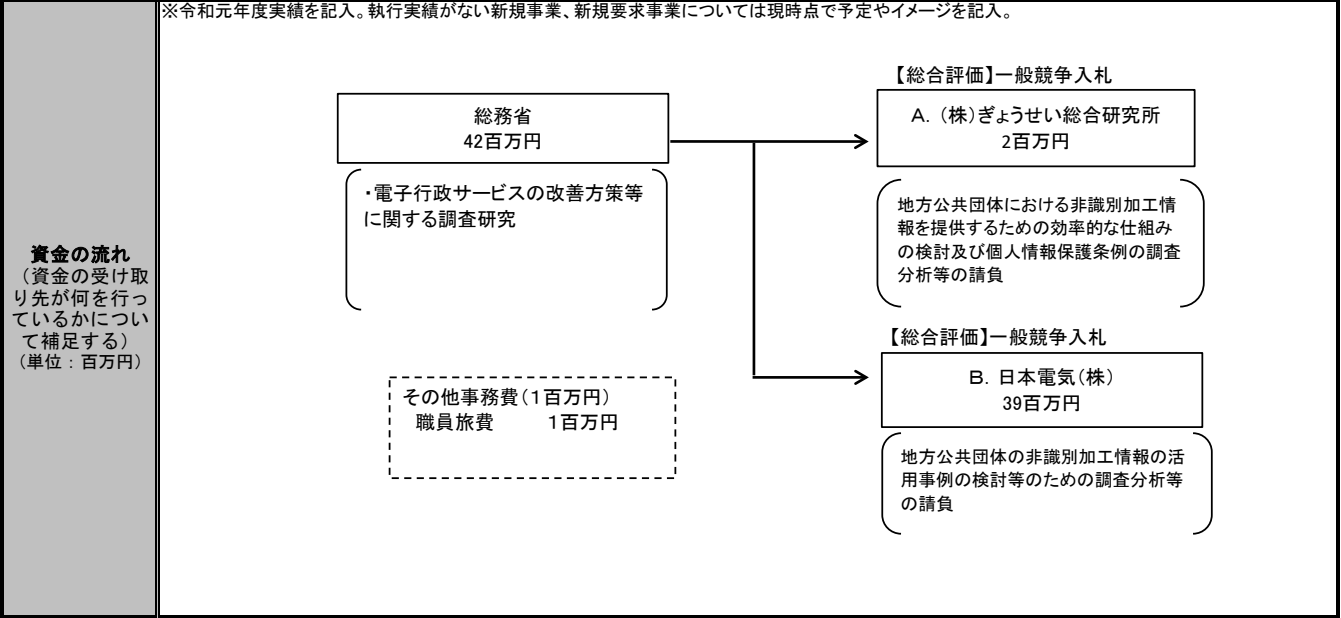 ※令和元年度実績を記入。執行実績がない新規事業、新規要求事業については現時点で予定やイメージを記入。
資金の流れ
（資金の受け取
り先が何を行っ
ているかについ
て補足する）
（単位：百万円）
総務省
42百万円
・電子行政サービスの改善方策等
に関する調査研究
その他事務費（１百万円）
職員旅費　　　１百万円
【総合評価】一般競争入札
Ａ．（株）ぎょうせい総合研究所
2百万円
地方公共団体における非識別加工情
報を提供するための効率的な仕組み
の検討及び個人情報保護条例の調査
分析等の請負
【総合評価】一般競争入札
Ｂ．日本電気（株）
39百万円
地方公共団体の非識別加工情報の活
用事例の検討等のための調査分析等
の請負